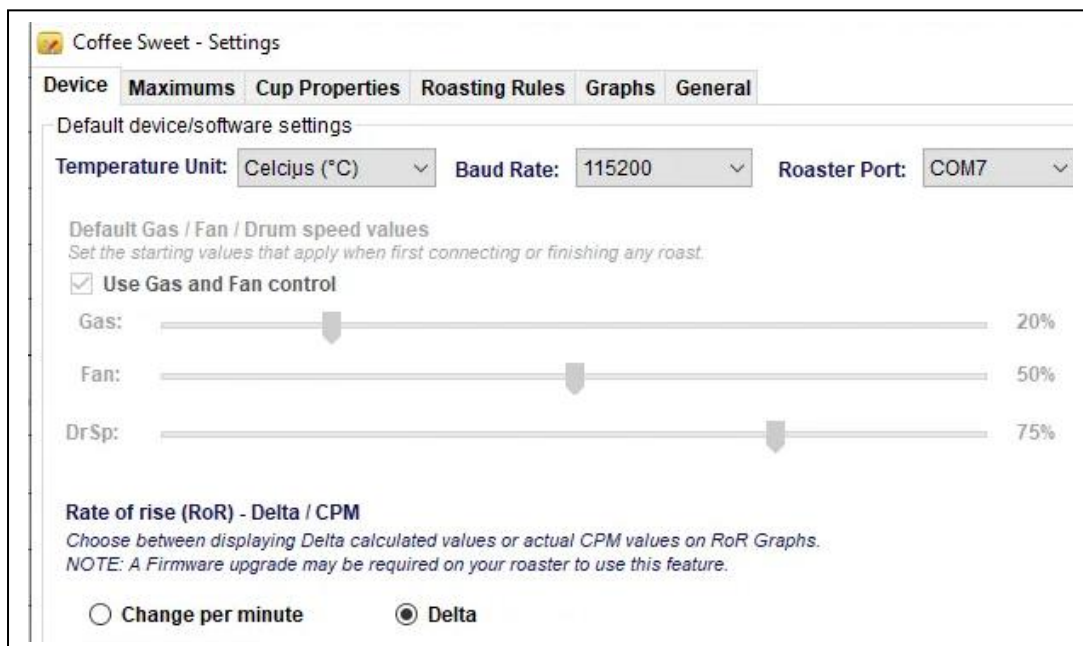 Coffee Sweet - Settings
Device Maximums Cup Properties Roasting Rules Graphs General
Default device/software settings
Temperature Unit: Celcius (°C) Baud Rate: 115200 Roaster Port: COM7
Default Gas / Fan / Drum speed values
Set the starting values that apply when first connecting or finishing any roast.
Use Gas and Fan control
Gas: 20%
Fan: 50%
DrSp: 75%
Rate of rise (RoR) - Delta / CPM
Choose between displaying Delta calculated values or actual CPM values on RoR Graphs.
NOTE: A Firmware upgrade may be required on your roaster to use this feature.
Change per minute Delta